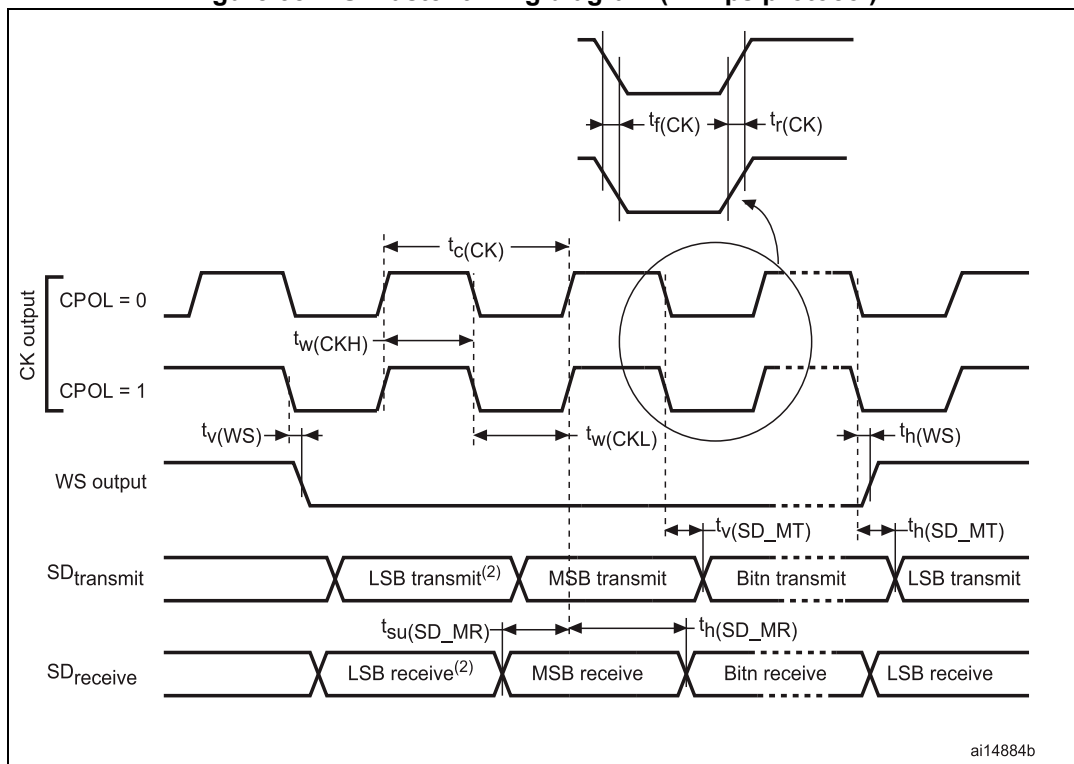 tf(CK)
tr(CK)
tc(CK)
CK output
CPOL = 0
tw(CKH)
CPOL = 1
tv(WS)
tw(CKL)
th(WS)
WS output
tv(SD_MT)
th(SD_MT)
SDtransmit
LSB transmit(2)
MSB transmit
Bitn transmit
LSB transmit
tsu(SD_MR)
th(SD_MR)
SDreceive
LSB receive(2)
MSB receive
Bitn receive
LSB receive
ai14884b